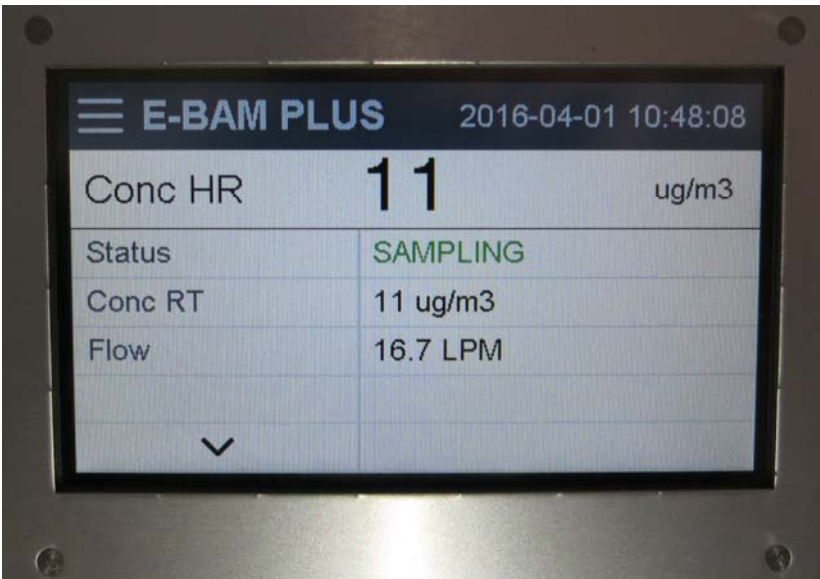 E-BAM PLUS 2016-04-01 10:48:08
Conc HR 11 ug/m3
Status SAMPLING
Conc RT 11 ug/m3
Flow 16.7 LPM